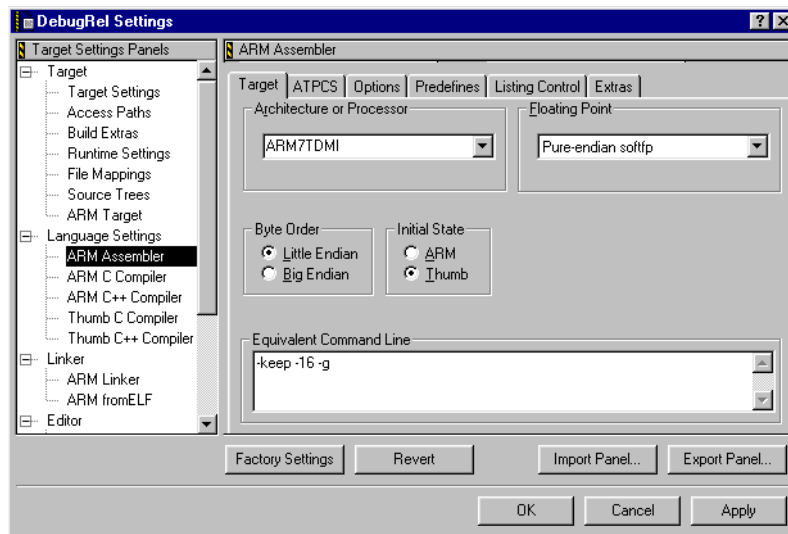 DebugRel Settings
Target Settings Panels
Target
Target Settings
Access Paths
Build Extras
Runtime Settings
File Mappings
Source Trees
ARM Target
Language Settings
ARM Assembler
ARM C Compiler
ARM C++ Compiler
Thumb C Compiler
Thumb C++ Compiler
Linker
ARM Linker
ARM fromELF
Editor
ARM Assembler
Target ATPCS Options Predefines Listing Control Extras
Architecture or Processor Floating Point
ARM7TDMI Pure-endian softfp
Byte Order Initial State
Little Endian ARM
Big Endian Thumb
Equivalent Command Line
-keep -16 -g
Factory Settings Revert Import Panel... Export Panel...
OK Cancel Apply